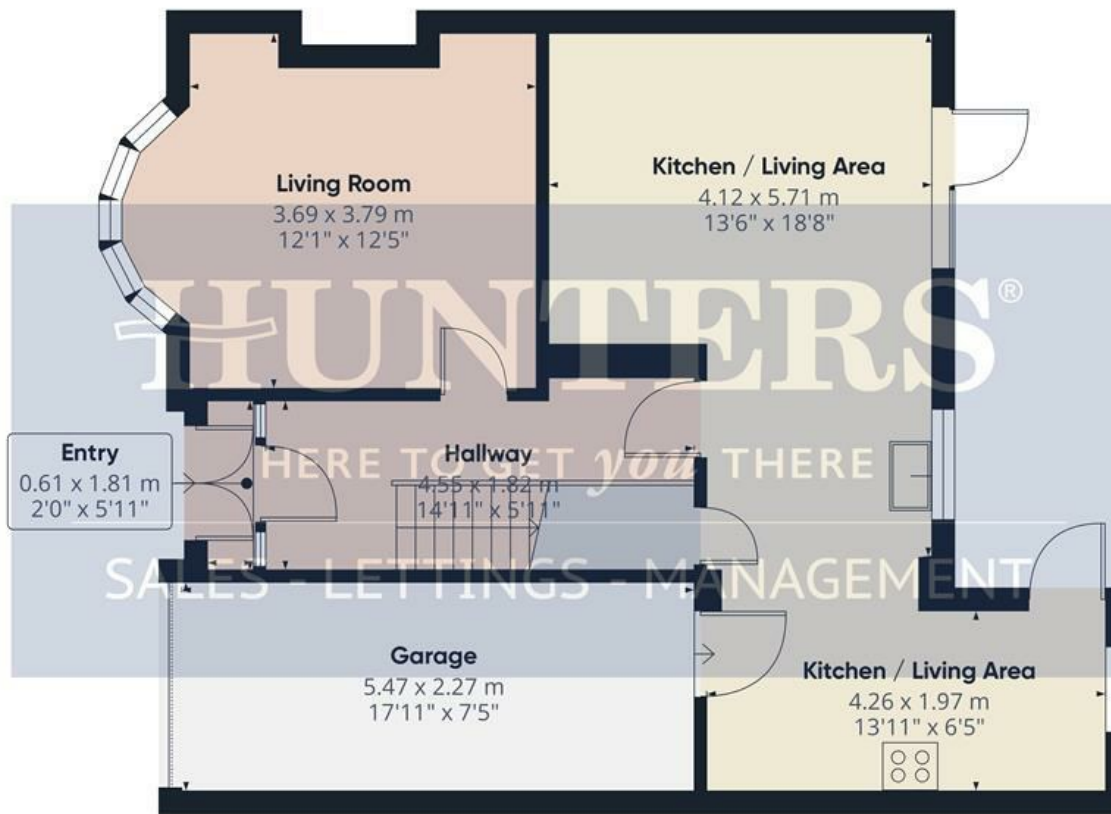 Living Room
3.69 x 3.79 m
12'1" x 12'5"
Kitchen / Living Area
4.12 x 5.71 m
13'6" x 18'8"
HUNTERS®
HERE TO GET you THERE
SALES - LETTINGS - MANAGEMENT
Entry
0.61 x 1.81 m
2'0" x 5'11"
Hallway
4.55 x 1.82 m
14'11" x 5'11"
Garage
5.47 x 2.27 m
17'11" x 7'5"
Kitchen / Living Area
4.26 x 1.97 m
13'11" x 6'5"